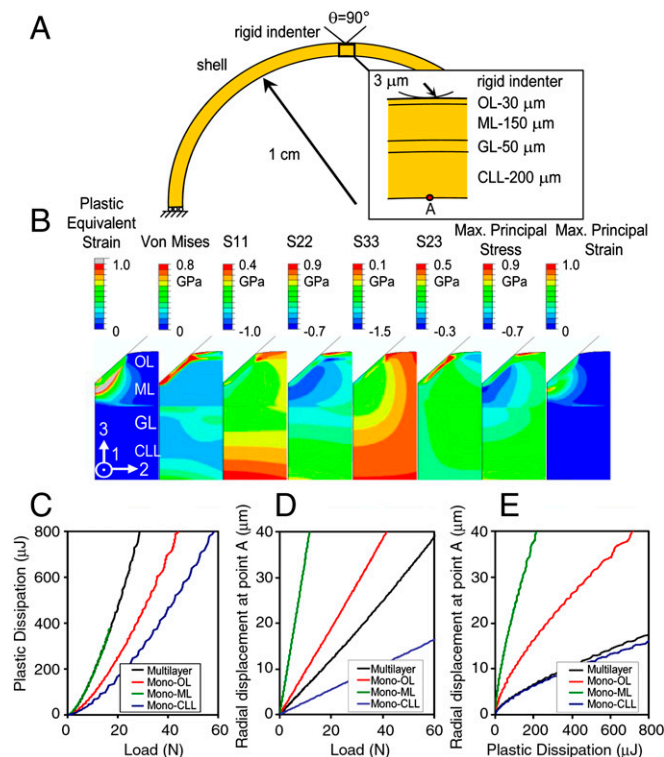 A
θ=90°
rigid indenter
shell
1 cm
3 μm
rigid indenter
OL-30 μm
ML-150 μm
GL-50 μm
CLL-200 μm
A
B
Plastic Equivalent Strain
Von Mises
S11
S22
S33
S23
Max. Principal Stress
Max. Principal Strain
1.0
0
0.8
GPa
0
0.4
GPa
-1.0
0.9
GPa
-0.7
0.1
GPa
-1.5
0.5
GPa
-0.3
0.9
GPa
-0.7
1.0
0
OL
ML
GL
CLL
3
1
2
C
Plastic Dissipation (μJ)
800
600
400
200
0
0 20 40 60
Load (N)
Multilayer
Mono-OL
Mono-ML
Mono-CLL
D
Radial displacement at point A (μm)
40
30
20
10
0
0 20 40 60
Load (N)
Multilayer
Mono-OL
Mono-ML
Mono-CLL
E
Radial displacement at point A (μm)
40
30
20
10
0
0 200 400 600 800
Plastic Dissipation (μJ)
Multilayer
Mono-OL
Mono-ML
Mono-CLL